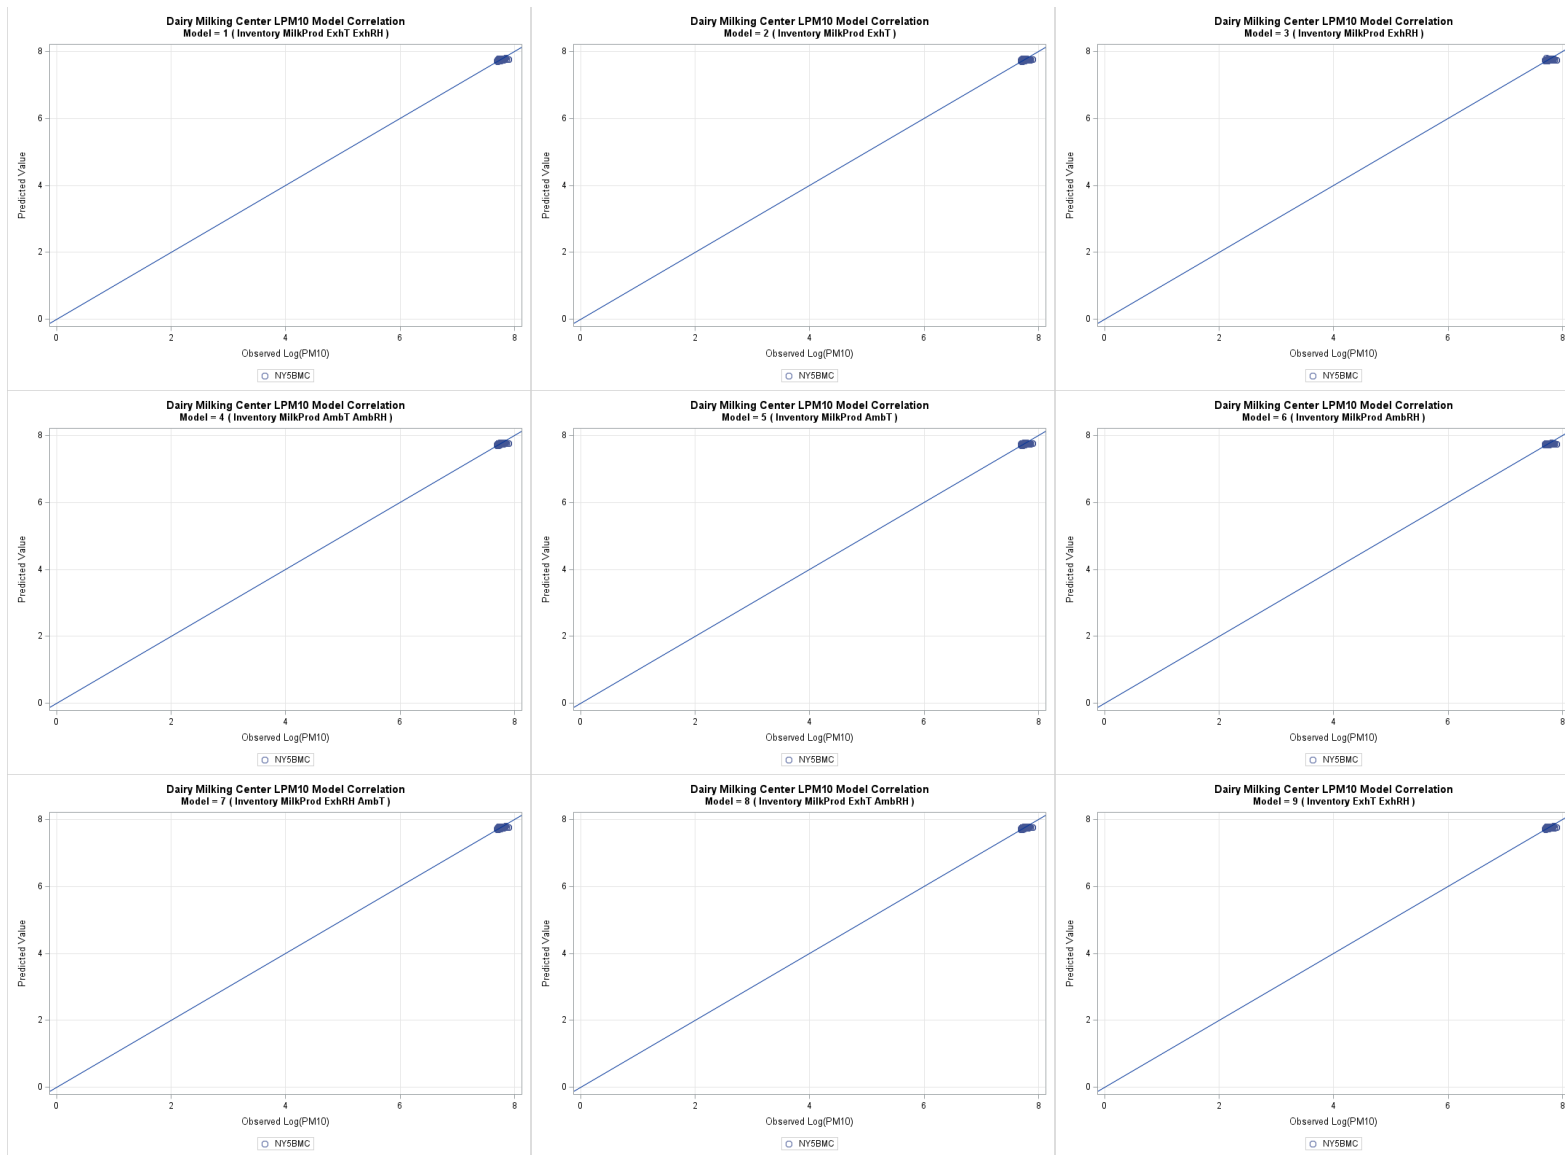 Dairy Milking Center LPM10 Model Correlation
Model = 1 ( Inventory MilkProd ExhT ExhRH )
8
6
4
2
0
Predicted Value
0 2 4 6 8
Observed Log(PM10)
NY5BMC
Dairy Milking Center LPM10 Model Correlation
Model = 2 ( Inventory MilkProd ExhT )
8
6
4
2
0
Predicted Value
0 2 4 6 8
Observed Log(PM10)
NY5BMC
Dairy Milking Center LPM10 Model Correlation
Model = 3 ( Inventory MilkProd ExhRH )
8
6
4
2
0
Predicted Value
0 2 4 6 8
Observed Log(PM10)
NY5BMC
Dairy Milking Center LPM10 Model Correlation
Model = 4 ( Inventory MilkProd AmbT AmbRH )
8
6
4
2
0
Predicted Value
0 2 4 6 8
Observed Log(PM10)
NY5BMC
Dairy Milking Center LPM10 Model Correlation
Model = 5 ( Inventory MilkProd AmbT )
8
6
4
2
0
Predicted Value
0 2 4 6 8
Observed Log(PM10)
NY5BMC
Dairy Milking Center LPM10 Model Correlation
Model = 6 ( Inventory MilkProd AmbRH )
8
6
4
2
0
Predicted Value
0 2 4 6 8
Observed Log(PM10)
NY5BMC
Dairy Milking Center LPM10 Model Correlation
Model = 7 ( Inventory MilkProd ExhRH AmbT )
8
6
4
2
0
Predicted Value
0 2 4 6 8
Observed Log(PM10)
NY5BMC
Dairy Milking Center LPM10 Model Correlation
Model = 8 ( Inventory MilkProd ExhT AmbRH )
8
6
4
2
0
Predicted Value
0 2 4 6 8
Observed Log(PM10)
NY5BMC
Dairy Milking Center LPM10 Model Correlation
Model = 9 ( Inventory ExhT ExhRH )
8
6
4
2
0
Predicted Value
0 2 4 6 8
Observed Log(PM10)
NY5BMC